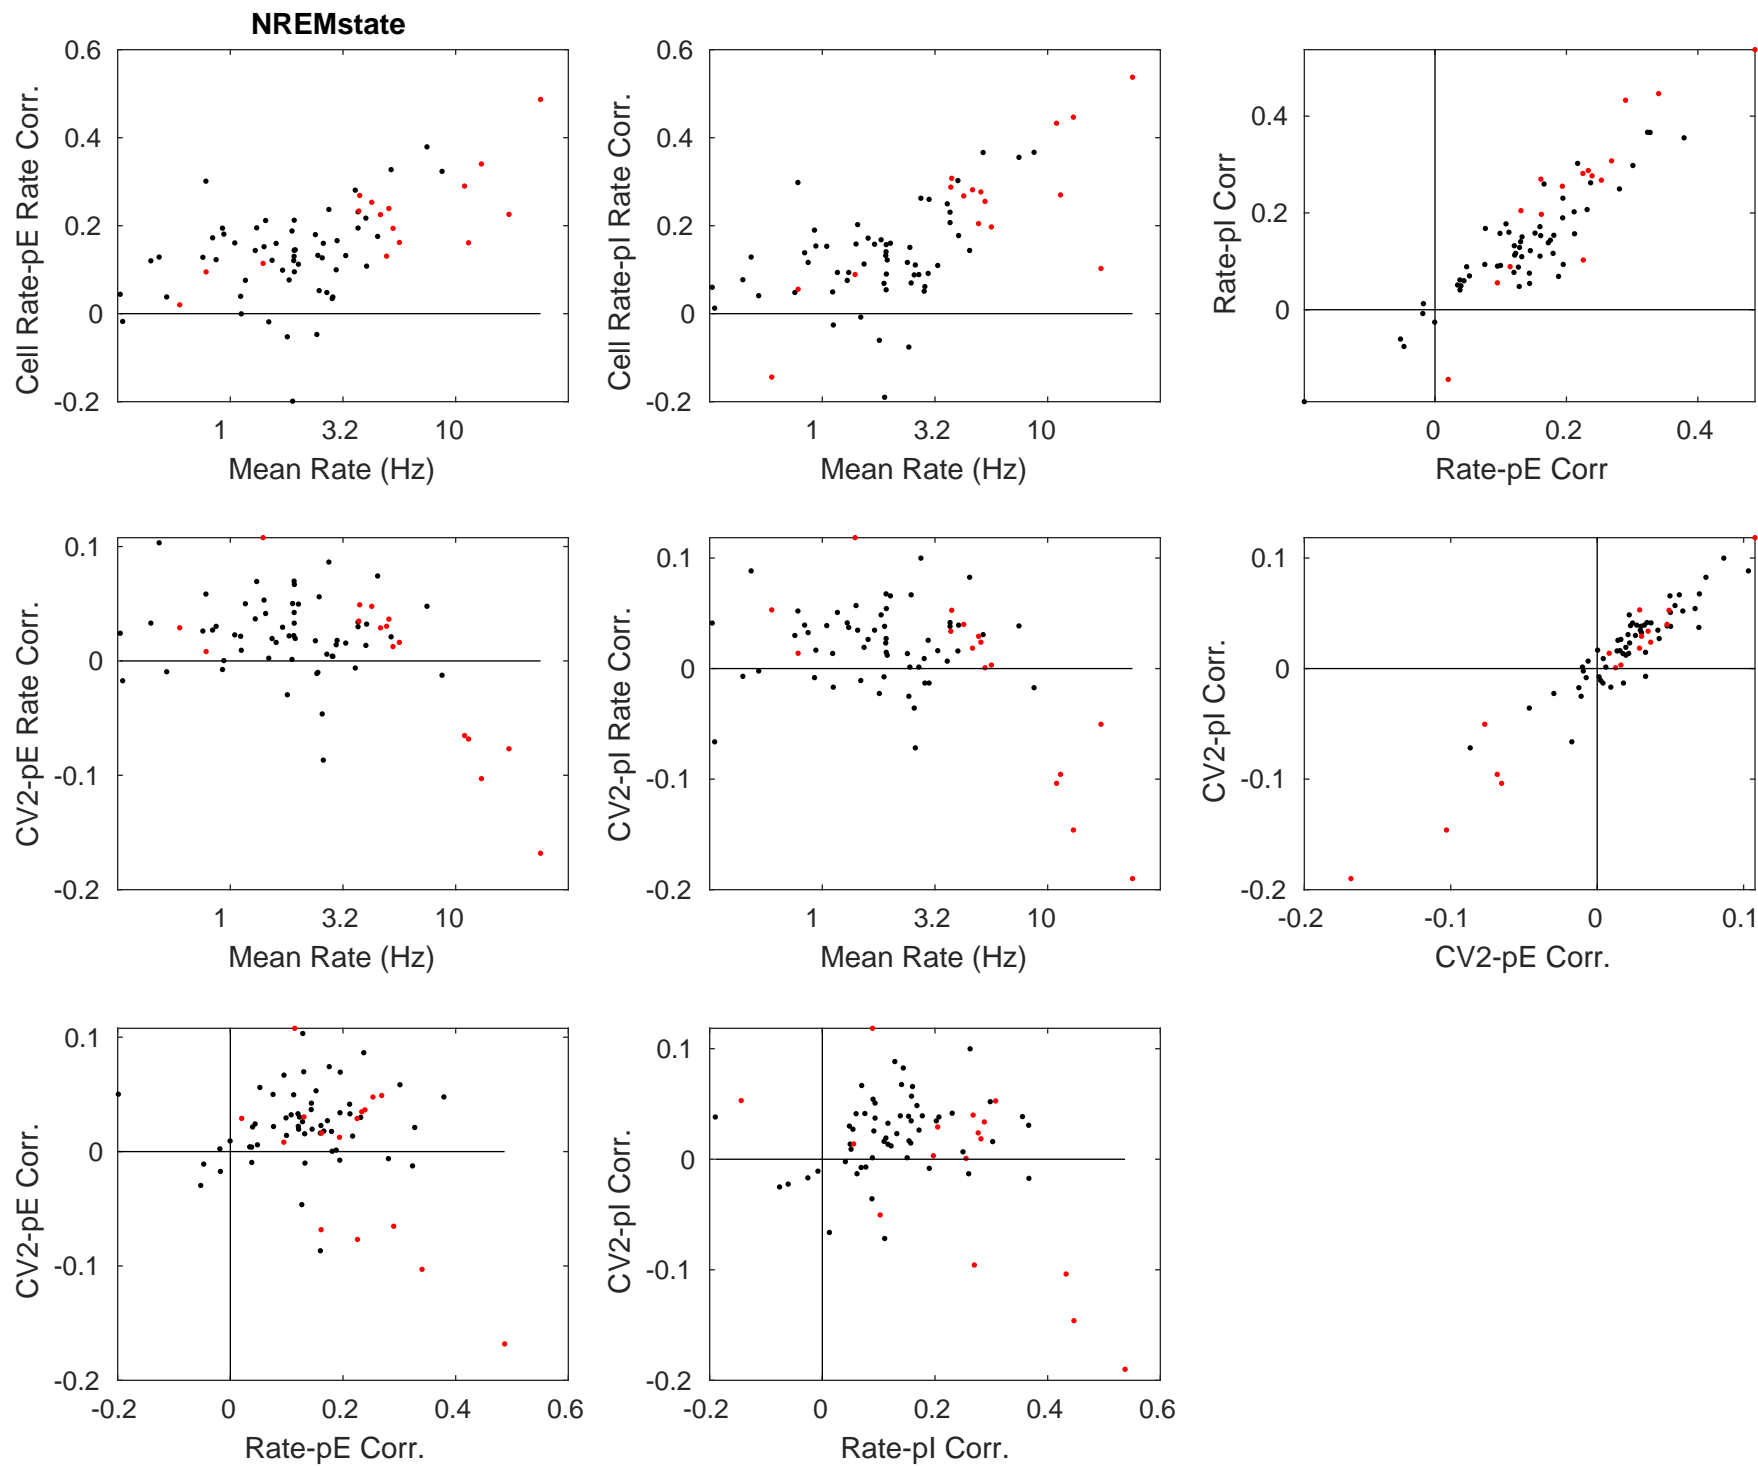 NREMstate
0.6
0.4
0.2
0
-0.2
Cell Rate-pE Rate Corr.
1 3.2 10
Mean Rate (Hz)
0.6
0.4
0.2
0
-0.2
Cell Rate-pI Rate Corr.
1 3.2 10
Mean Rate (Hz)
0.4
0.2
0
Rate-pI Corr
0 0.2 0.4
Rate-pE Corr
0.1
0
-0.1
-0.2
CV2-pE Rate Corr.
1 3.2 10
Mean Rate (Hz)
0.1
0
-0.1
-0.2
CV2-pI Rate Corr.
1 3.2 10
Mean Rate (Hz)
0.1
0
-0.1
-0.2
CV2-pI Corr.
-0.2 -0.1 0 0.1
CV2-pE Corr.
0.1
0
-0.1
-0.2
CV2-pE Corr.
-0.2 0 0.2 0.4 0.6
Rate-pE Corr.
0.1
0
-0.1
-0.2
CV2-pI Corr.
-0.2 0 0.2 0.4 0.6
Rate-pI Corr.